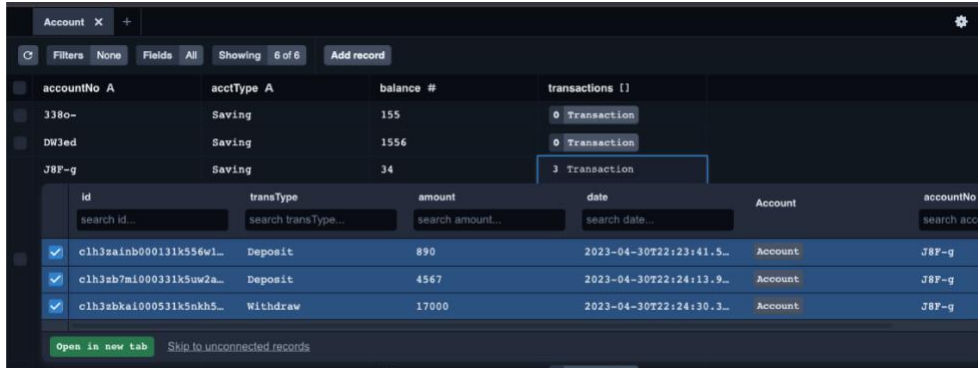 Account × +
Filters None Fields All Showing 6 of 6 Add record
accountNo A acctType A balance # transactions []
338o- Saving 155 0 Transaction
DW3ed Saving 1556 0 Transaction
J8F-g Saving 34 3 Transaction
id transType amount date Account accountNo
search id... search transType... search amount... search date... search acc
clh3zainb000131k556w1… Deposit 890 2023-04-30T22:23:41.5… Account J8F-g
clh3zb7mi000331k5uw2a… Deposit 4567 2023-04-30T22:24:13.9… Account J8F-g
clh3zbkai000531k5nkh5… Withdraw 17000 2023-04-30T22:24:30.3… Account J8F-g
Open in new tab Skip to unconnected records